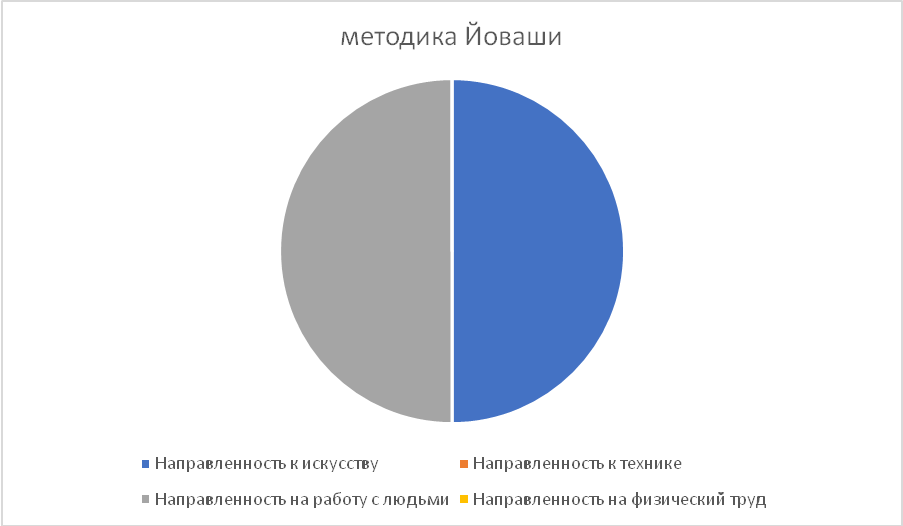 методика Йоваши
Направленность к искусству Направленность к технике
Направленность на работу с людьми Направленность на физический труд